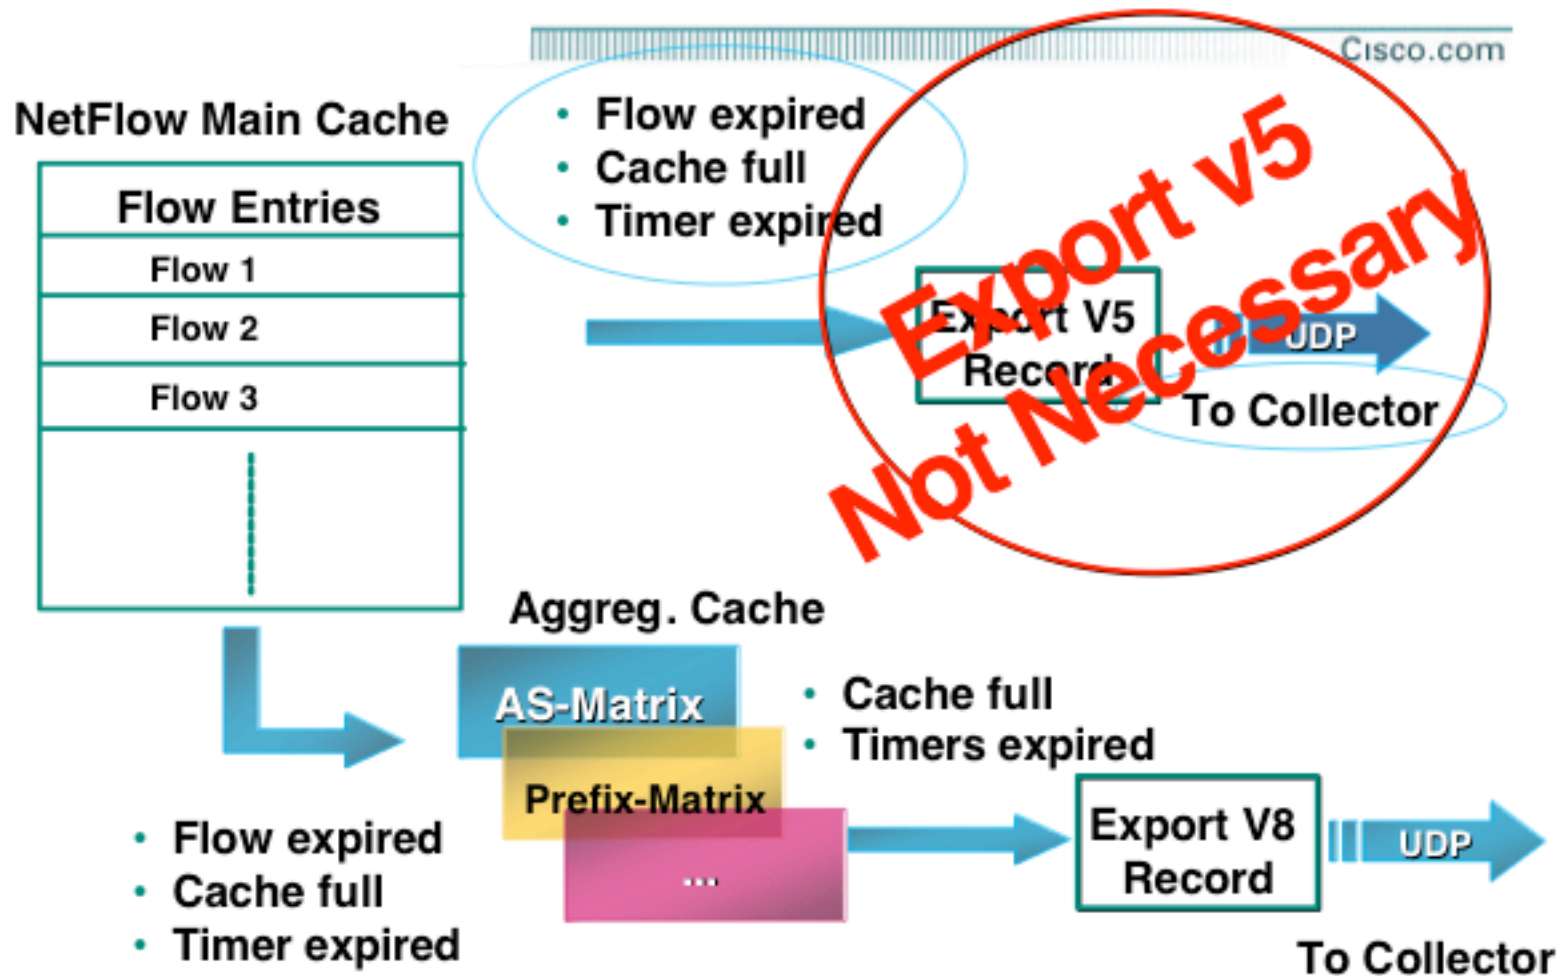 Cisco.com
NetFlow Main Cache
Flow Entries
Flow 1
Flow 2
Flow 3
• Flow expired
• Cache full
• Timer expired
Export V5
Record
UDP
To Collector
Export v5
Not Necessary
Aggreg. Cache
AS-Matrix
Prefix-Matrix
...
• Flow expired
• Cache full
• Timer expired
• Cache full
• Timers expired
Export V8
Record
UDP
To Collector